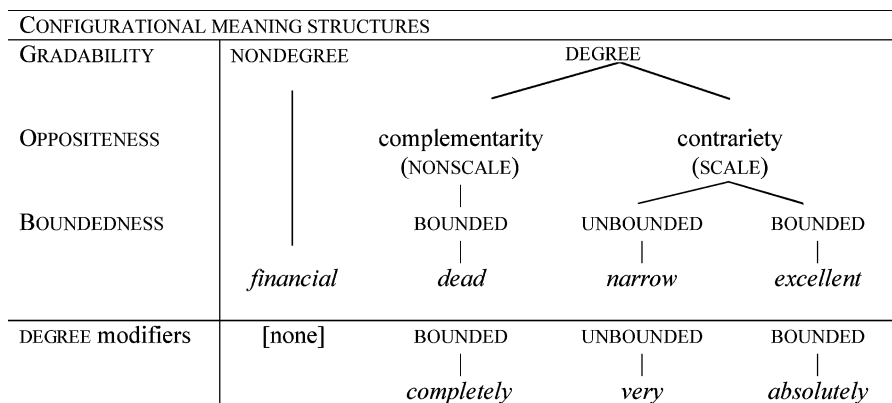 CONFIGURATIONAL MEANING STRUCTURES
GRADABILITY NONDEGREE DEGREE
OPPOSITENESS complementarity contrariety
(NONSCALE) (SCALE)
BOUNDEDNESS BOUNDED UNBOUNDED BOUNDED
financial dead narrow excellent
DEGREE modifiers [none] BOUNDED UNBOUNDED BOUNDED
completely very absolutely